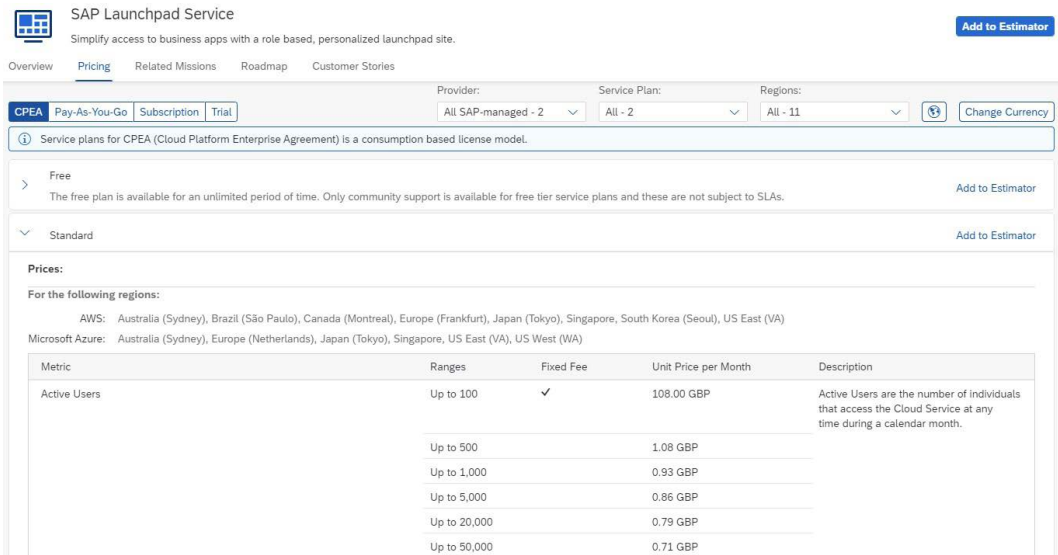 SAP Launchpad Service
Simplify access to business apps with a role based, personalized launchpad site.
Add to Estimator
Overview Pricing Related Missions Roadmap Customer Stories
Provider: Service Plan: Regions:
CPEA Pay-As-You-Go Subscription Trial All SAP-managed - 2 All - 2 All - 11 Change Currency
Service plans for CPEA (Cloud Platform Enterprise Agreement) is a consumption based license model.
Free
The free plan is available for an unlimited period of time. Only community support is available for free tier service plans and these are not subject to SLAs.
Add to Estimator
Standard Add to Estimator
Prices:
For the following regions:
AWS: Australia (Sydney), Brazil (São Paulo), Canada (Montreal), Europe (Frankfurt), Japan (Tokyo), Singapore, South Korea (Seoul), US East (VA)
Microsoft Azure: Australia (Sydney), Europe (Netherlands), Japan (Tokyo), Singapore, US East (VA), US West (WA)
Metric Ranges Fixed Fee Unit Price per Month Description
Active Users Up to 100 ✓ 108.00 GBP Active Users are the number of individuals
that access the Cloud Service at any
time during a calendar month.
Up to 500 1.08 GBP
Up to 1,000 0.93 GBP
Up to 5,000 0.86 GBP
Up to 20,000 0.79 GBP
Up to 50,000 0.71 GBP